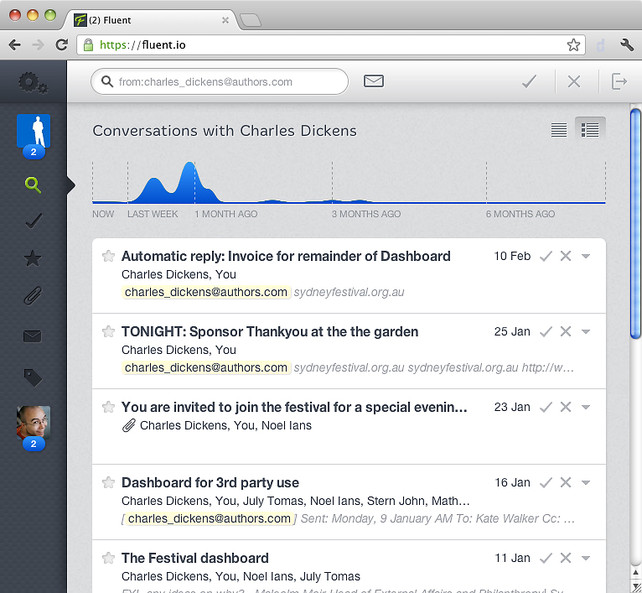 (2) Fluent
https://fluent.io
from:charles_dickens@authors.com
Conversations with Charles Dickens
2
NOW LAST WEEK 1 MONTH AGO 3 MONTHS AGO 6 MONTHS AGO
Automatic reply: Invoice for remainder of Dashboard 10 Feb
Charles Dickens, You
charles_dickens@authors.com sydneyfestival.org.au
TONIGHT: Sponsor Thankyou at the the garden 25 Jan
Charles Dickens, You
charles_dickens@authors.com sydneyfestival.org.au sydneyfestival.org.au http://w…
You are invited to join the festival for a special evenin… 23 Jan
Charles Dickens, You, Noel Ians
2
Dashboard for 3rd party use 16 Jan
Charles Dickens, You, July Tomas, Noel Ians, Stern John, Math…
[ charles_dickens@authors.com ] Sent: Monday, 9 January AM To: Kate Walker Cc: …
The Festival dashboard 11 Jan
Charles Dickens, You, Noel Ians, July Tomas